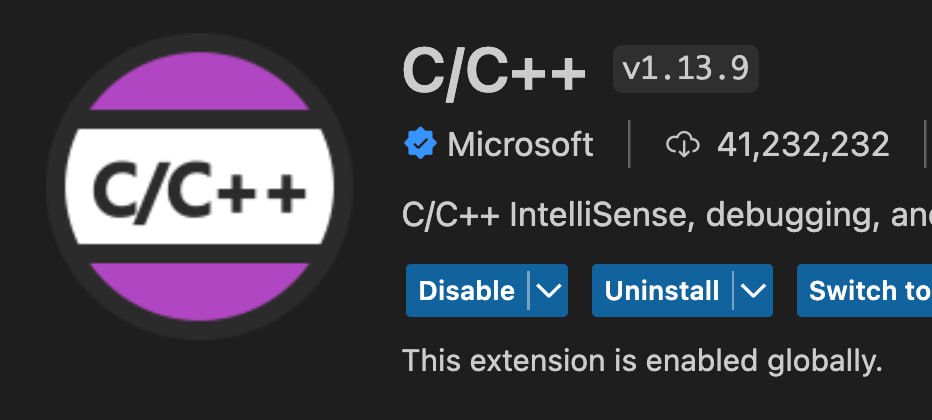 C/C++
C/C++ v1.13.9
Microsoft 41,232,232
C/C++ IntelliSense, debugging, an
Disable Uninstall Switch to
This extension is enabled globally.